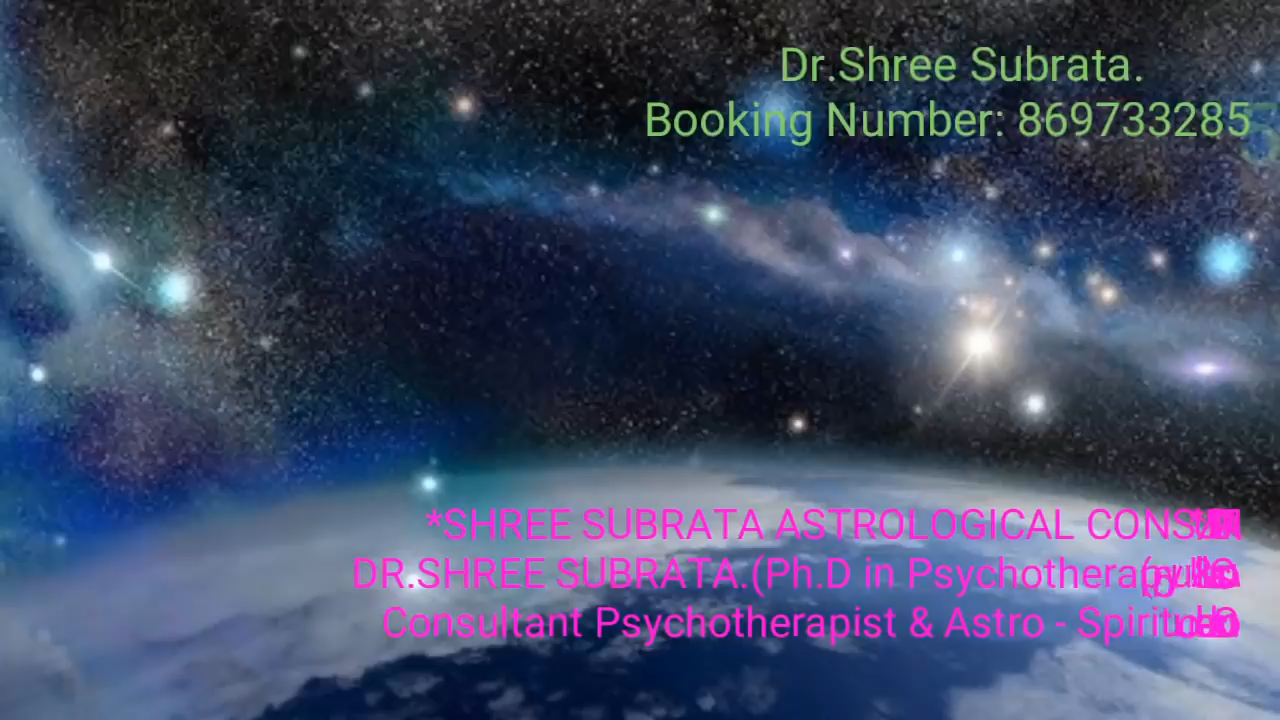 Dr.Shree Subrata.
Booking Number: 869733285
*SHREE SUBRATA ASTROLOGICAL
DR.SHREE SUBRATA.(Ph.D in
Consultant Psychotherapist & Astro -